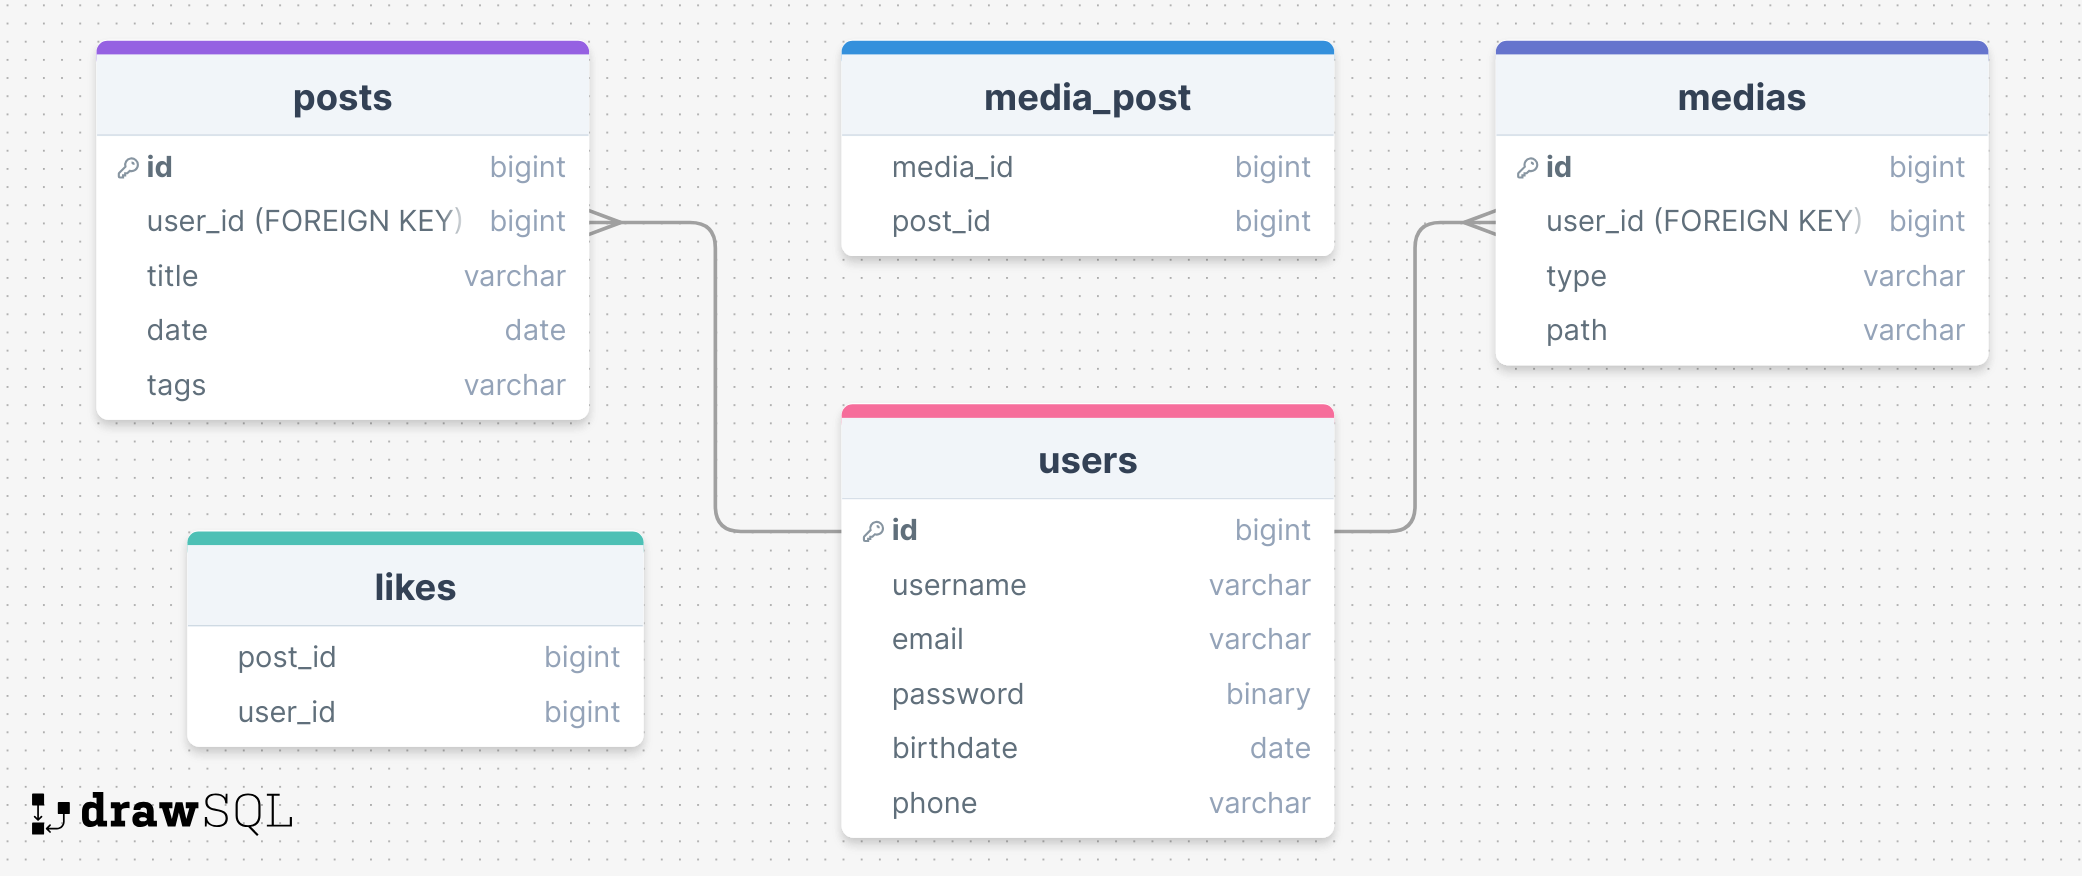 posts
id bigint
user_id (FOREIGN KEY) bigint
title varchar
date date
tags varchar
media_post
media_id bigint
post_id bigint
medias
id bigint
user_id (FOREIGN KEY) bigint
type varchar
path varchar
likes
post_id bigint
user_id bigint
users
id bigint
username varchar
email varchar
password binary
birthdate date
phone varchar
drawSQL